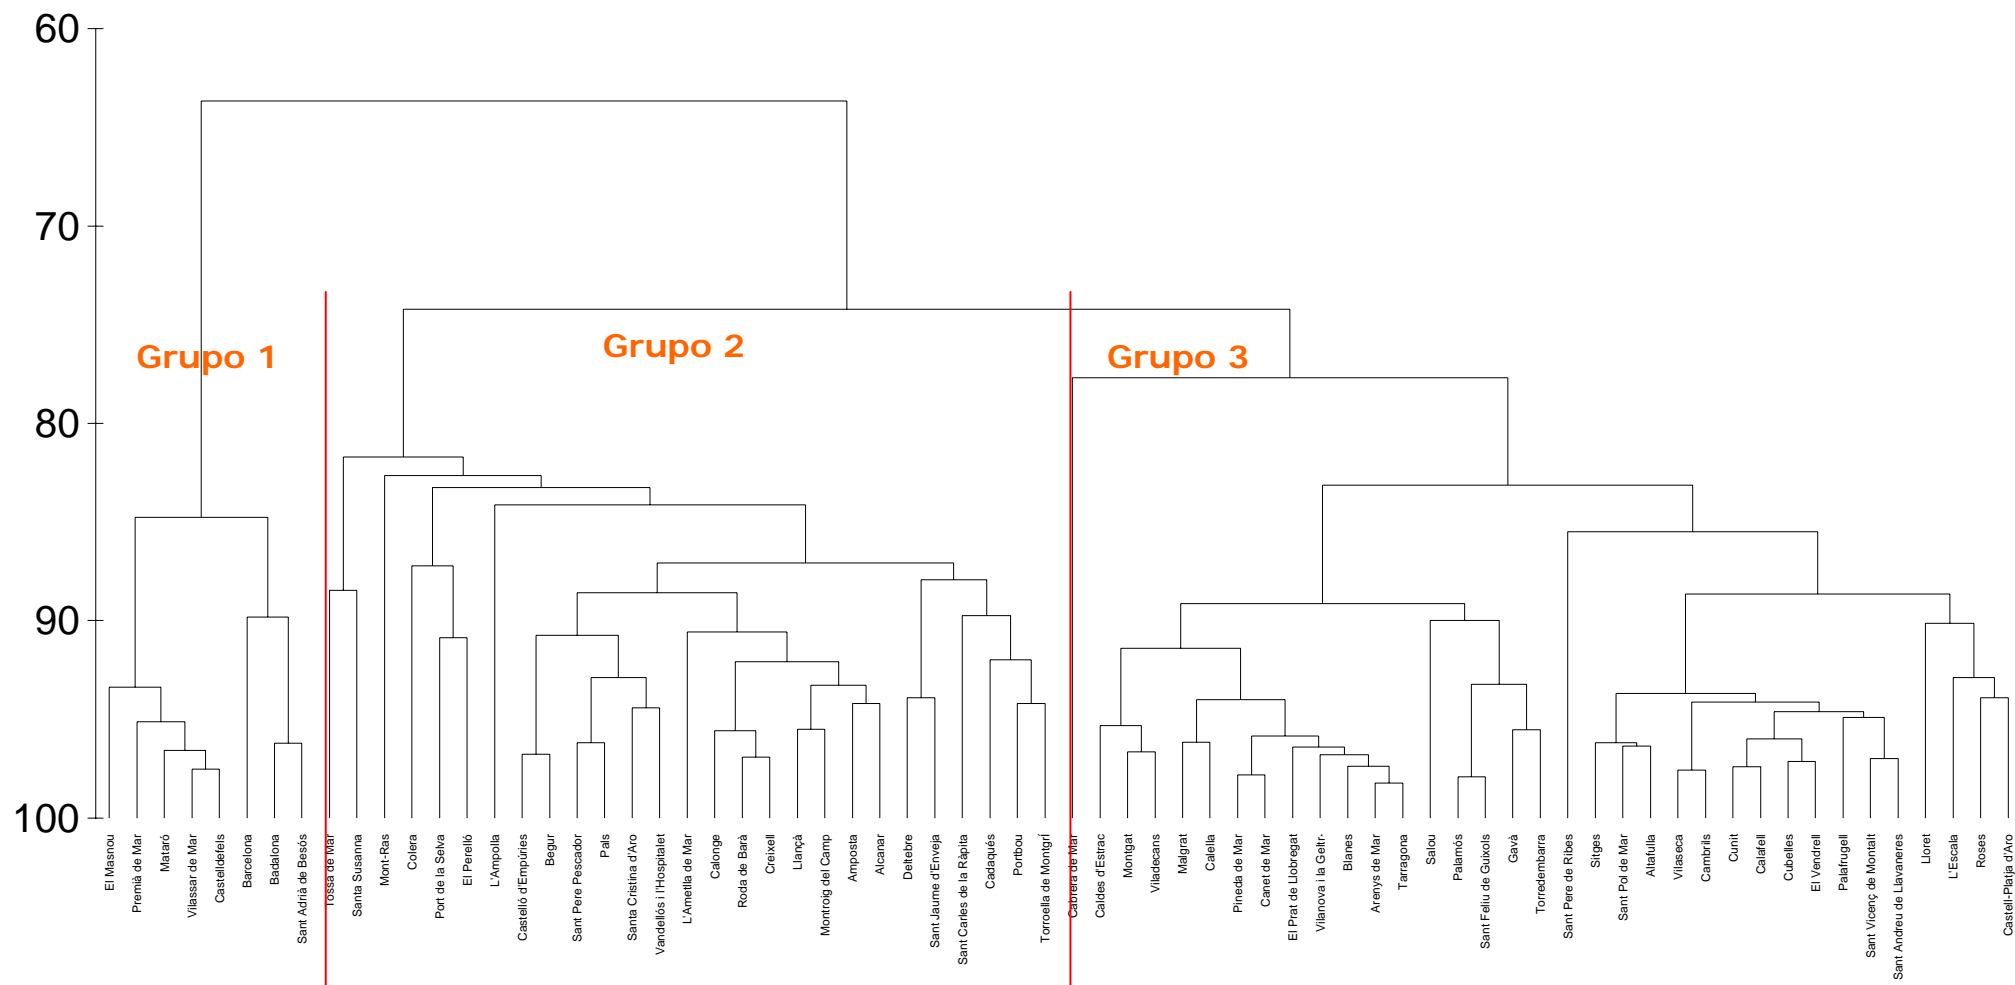 60
70
80
90
100
Grupo 1
Grupo 2
Grupo 3
El Masnou
Premià de Mar
Mataró
Vilassar de Mar
Castelldefels
Barcelona
Badalona
Sant Adrià de Besós
Tossa de Mar
Santa Susanna
Mont-Ras
Colera
Port de la Selva
El Perelló
L'Ampolla
Castelló d'Empúries
Begur
Sant Pere Pescador
Pals
Santa Cristina d'Aro
Vandellós i l'Hospitalet
L'Ametlla de Mar
Calonge
Roda de Barà
Creixell
Llançà
Montroig del Camp
Amposta
Alcanar
Deltebre
Sant Jaume d'Enveja
Sant Carles de la Ràpita
Cadaqués
Portbou
Torroella de Montgrí
Cabrera de Mar
Caldes d'Estrac
Montgat
Viladecans
Malgrat
Calella
Pineda de Mar
Canet de Mar
El Prat de Llobregat
Vilanova i la Geltr-
Blanes
Arenys de Mar
Tarragona
Salou
Palamós
Sant Feliu de Guixols
Gavà
Torredembarra
Sant Pere de Ribes
Sitges
Sant Pol de Mar
Altafulla
Vilaseca
Cambrils
Cunit
Calafell
Cubelles
El Vendrell
Palafrugell
Sant Vicenç de Montalt
Sant Andreu de Llavaneres
Lloret
L'Escala
Roses
Castell-Platja d'Aro